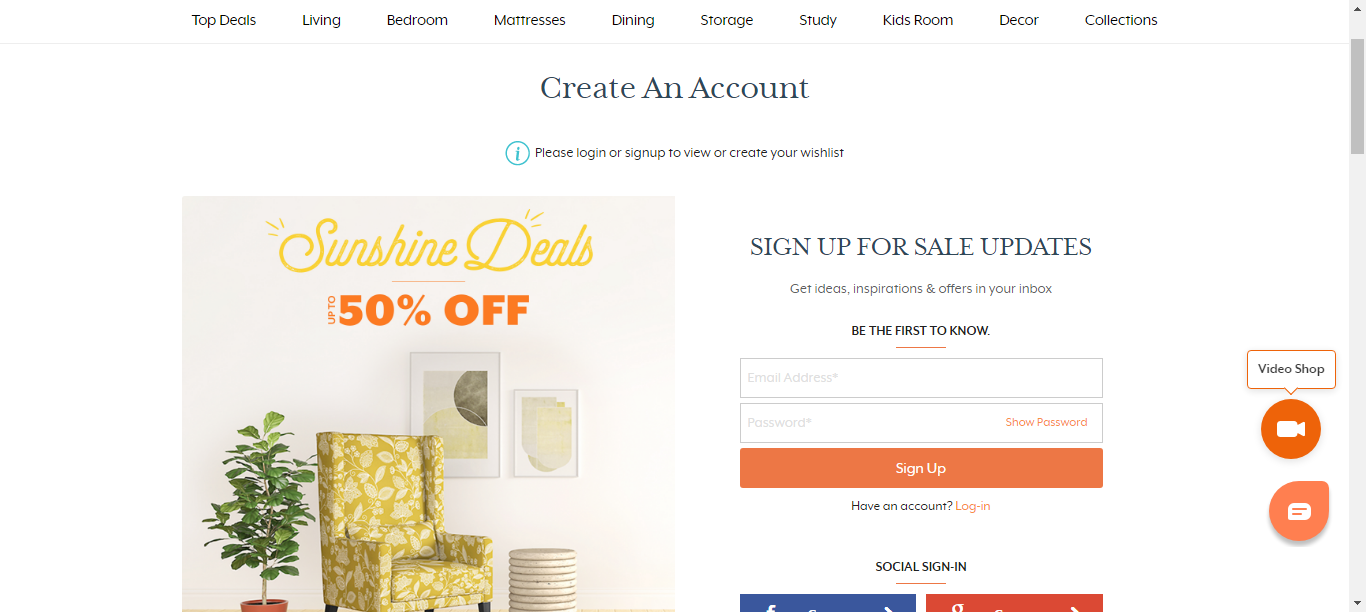 Top Deals Living Bedroom Mattresses Dining Storage Study Kids Room Decor Collections
Create An Account
Please login or signup to view or create your wishlist
Sunshine Deals
UP TO 50% OFF
SIGN UP FOR SALE UPDATES
Get ideas, inspirations & offers in your inbox
BE THE FIRST TO KNOW.
Email Address*
Password* Show Password
Sign Up
Have an account? Log-in
SOCIAL SIGN-IN
Video Shop